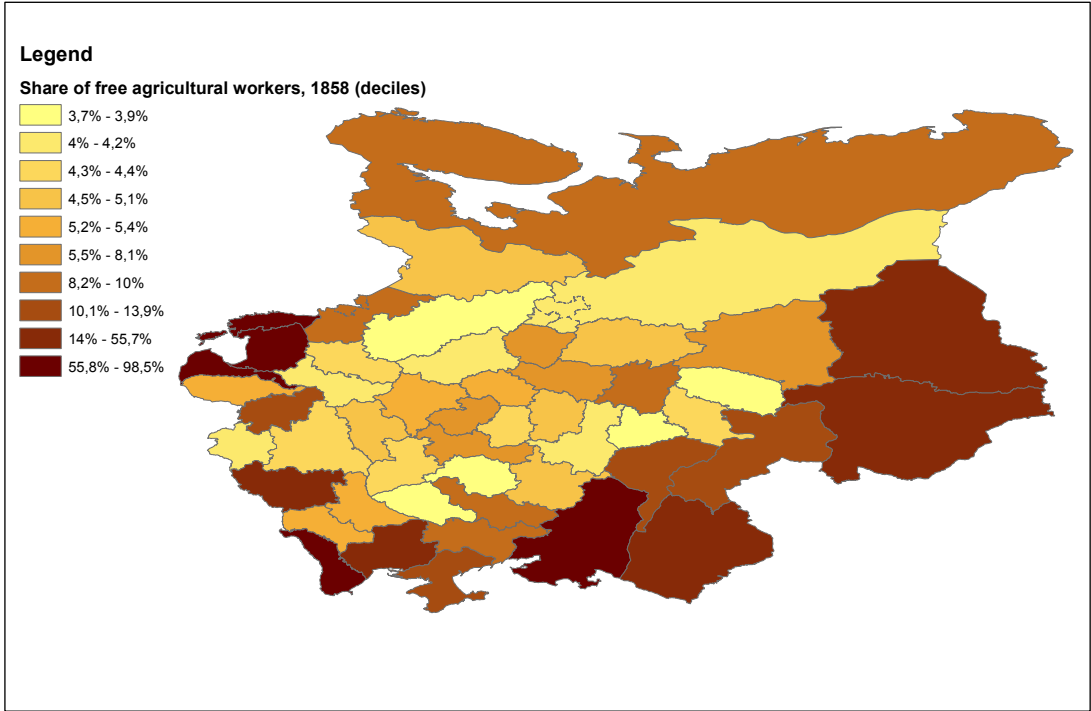 Legend
Share of free agricultural workers, 1858 (deciles)
3,7% - 3,9%
4% - 4,2%
4,3% - 4,4%
4,5% - 5,1%
5,2% - 5,4%
5,5% - 8,1%
8,2% - 10%
10,1% - 13,9%
14% - 55,7%
55,8% - 98,5%